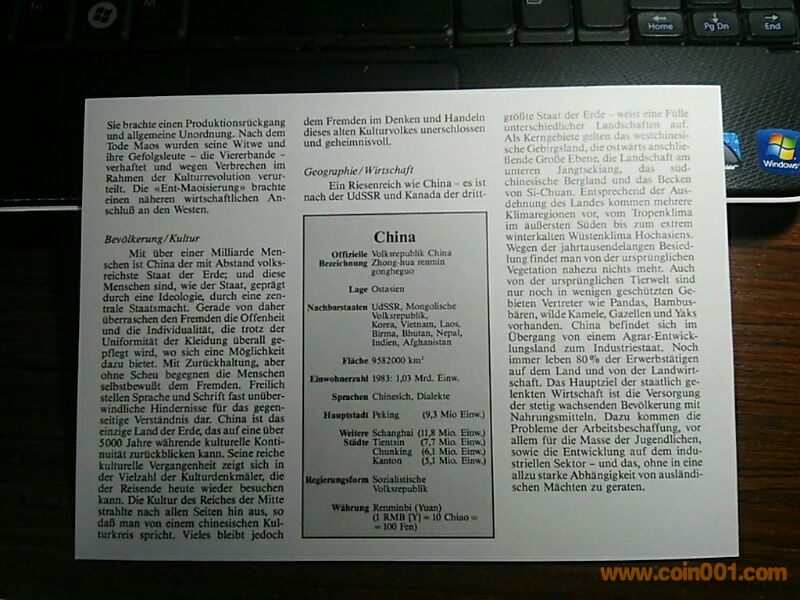 Fn
Alt
Home
Pg Dn
End
Windows
Sie brachte einen Produktionsrückgang
und allgemeine Unordnung. Nach dem
Tode Maos wurden seine Witwe und
ihre Gefolgsleute – die Viererbande –
verhaftet und wegen Verbrechen im
Rahmen der Kulturrevolution verur-
teilt. Die «Ent-Maoisierung» brachte
einen näheren wirtschaftlichen An-
schluß an den Westen.
Bevölkerung/Kultur
Mit über einer Milliarde Men-
schen ist China der mit Abstand volks-
reichste Staat der Erde; und diese
Menschen sind, wie der Staat, geprägt
durch eine Ideologie, durch eine zen-
trale Staatsmacht. Gerade von daher
überraschen den Fremden die Offenheit
und die Individualität, die trotz der
Uniformität der Kleidung überall ge-
pflegt wird, wo sich eine Möglichkeit
dazu bietet. Mit Zurückhaltung, aber
ohne Scheu begegnen die Menschen
selbstbewußt dem Fremden. Freilich
stellen Sprache und Schrift fast unüber-
windliche Hindernisse für das gegen-
seitige Verständnis dar. China ist das
einzige Land der Erde, das auf eine über
5000 Jahre währende kulturelle Konti-
nuität zurückblicken kann. Seine reiche
kulturelle Vergangenheit zeigt sich in
der Vielzahl der Kulturdenkmäler, die
der Reisende heute wieder besuchen
kann. Die Kultur des Reiches der Mitte
strahlte nach allen Seiten hin aus, so
daß man von einem chinesischen Kul-
turkreis spricht. Vieles bleibt jedoch
dem Fremden im Denken und Handeln
dieses alten Kulturvolkes unerschlossen
und geheimnisvoll.
Geographie/Wirtschaft
Ein Riesenreich wie China – es ist
nach der UdSSR und Kanada der dritt-
China
Offizielle Volksrepublik China
Bezeichnung Zhong-hua renmin
gongheguo
Lage Ostasien
Nachbarstaaten UdSSR, Mongolische
Volksrepublik,
Korea, Vietnam, Laos,
Birma, Bhutan, Nepal,
Indien, Afghanistan
Fläche 9582000 km²
Einwohnerzahl 1983: 1,03 Mrd. Einw.
Sprachen Chinesich, Dialekte
Hauptstadt Peking (9,3 Mio Einw.)
Weitere Schanghai (11,8 Mio. Einw.)
Städte Tientsin (7,7 Mio. Einw.)
Chunking (6,1 Mio. Einw.)
Kanton (5,1 Mio. Einw.)
Regierungsform Sozialistische
Volksrepublik
Währung Renminbi (Yuan)
(1 RMB [Y] = 10 Chiao =
= 100 Fen)
größte Staat der Erde – weist eine Fülle
unterschiedlicher Landschaften auf.
Als Kerngebiete gelten das westchinesi-
sche Gebirgsland, die ostwärts anschlie-
ßende Große Ebene, die Landschaft am
unteren Jangtsekiang, das süd-
chinesische Bergland und das Becken
von Si-Chuan. Entsprechend der Aus-
dehnung des Landes kommen mehrere
Klimaregionen vor, vom Tropenklima
im äußersten Süden bis zum extrem
winterkalten Wüstenklima Hochasiens.
Wegen der jahrtausendelangen Besied-
lung findet man von der ursprünglichen
Vegetation nahezu nichts mehr. Auch
von der ursprünglichen Tierwelt sind
nur noch in wenigen geschützten Ge-
bieten Vertreter wie Pandas, Bambus-
bären, wilde Kamele, Gazellen und Yaks
vorhanden. China befindet sich im
Übergang von einem Agrar-Entwick-
lungsland zum Industriestaat. Noch
immer leben 80% der Erwerbstätigen
auf dem Land und von der Landwirt-
schaft. Das Hauptziel der staatlich ge-
lenkten Wirtschaft ist die Versorgung
der stetig wachsenden Bevölkerung mit
Nahrungsmitteln. Dazu kommen die
Probleme der Arbeitsbeschaffung, vor
allem für die Masse der Jugendlichen,
sowie die Entwicklung auf dem indu-
striellen Sektor – und das, ohne in eine
allzu starke Abhängigkeit von ausländi-
schen Mächten zu geraten.
www.coin001.com